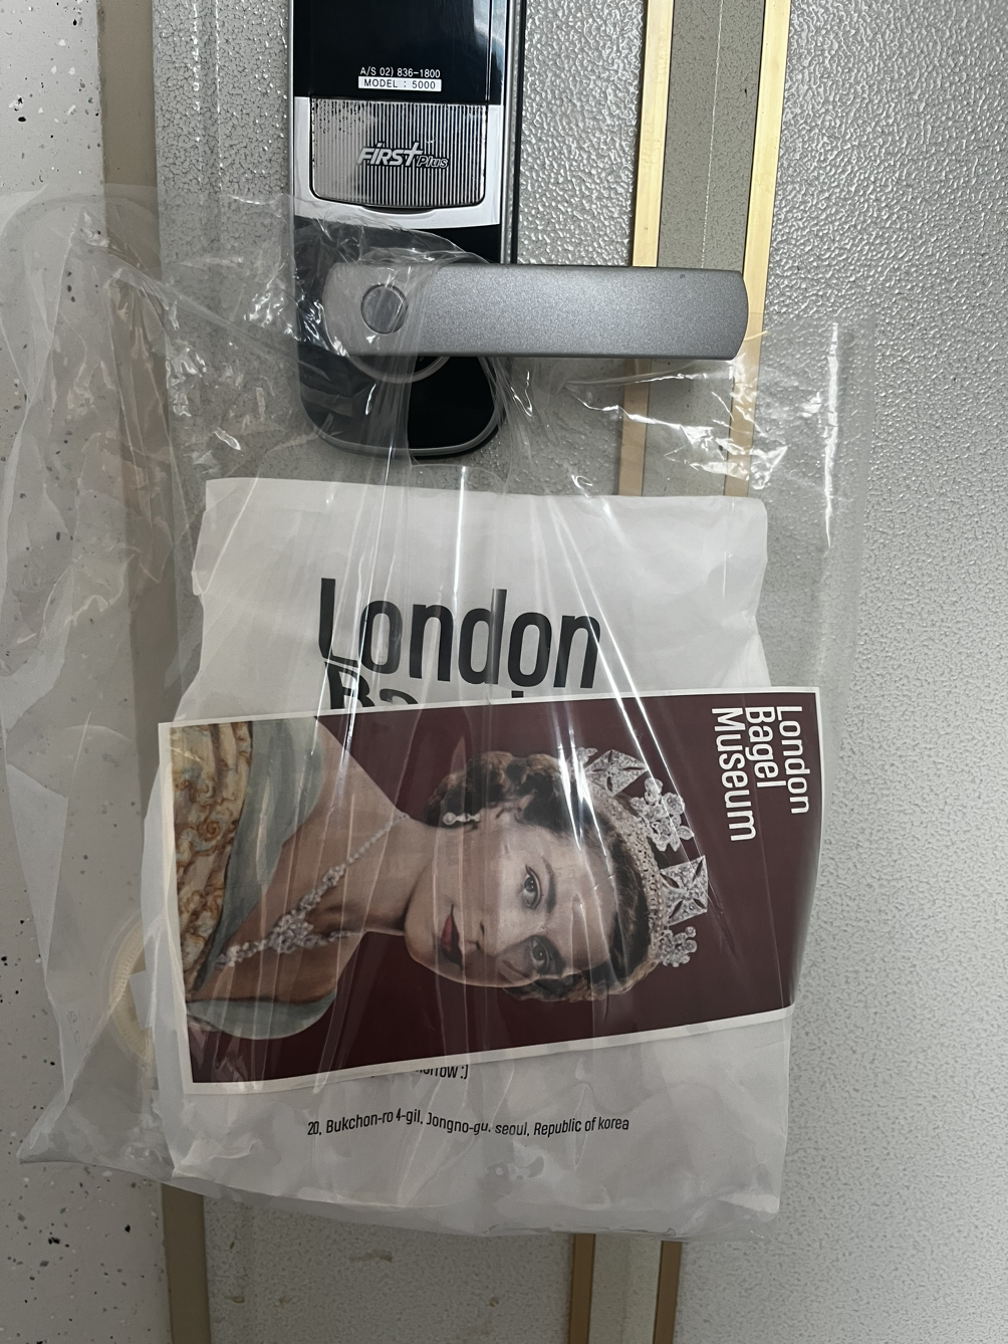 A/S 02) 836-1800
MODEL : 5000
FIRST Plus
London
London
Bagel
Museum
:)
20, Bukchon-ro 4-gil, Jongno-gu, seoul, Republic of korea